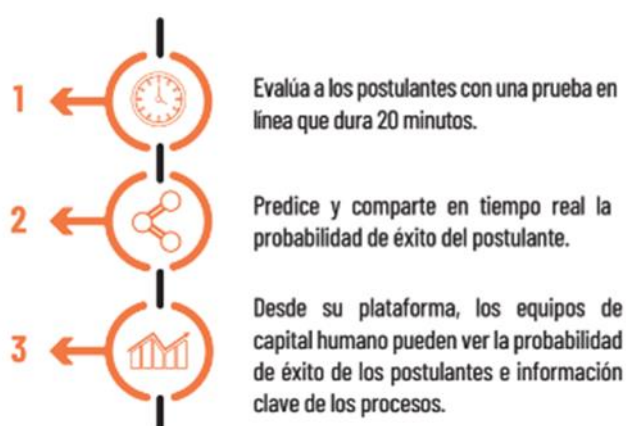 1
Evalúa a los postulantes con una prueba en
línea que dura 20 minutos.
2
Predice y comparte en tiempo real la
probabilidad de éxito del postulante.
3
Desde su plataforma, los equipos de
capital humano pueden ver la probabilidad
de éxito de los postulantes e información
clave de los procesos.